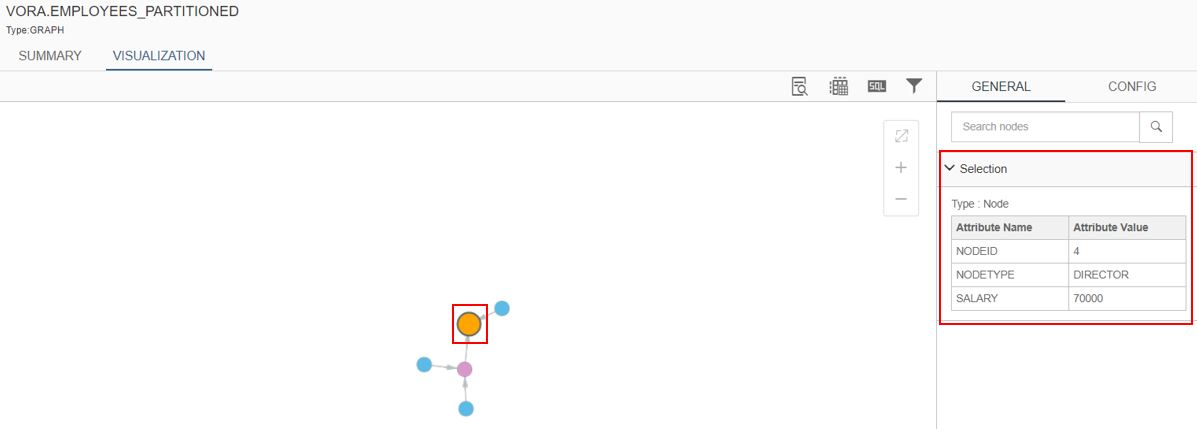 VORA.EMPLOYEES_PARTITIONED
Type:GRAPH
SUMMARY VISUALIZATION
SQL
GENERAL CONFIG
Search nodes
Selection
Type : Node
Attribute Name Attribute Value
NODEID 4
NODETYPE DIRECTOR
SALARY 70000